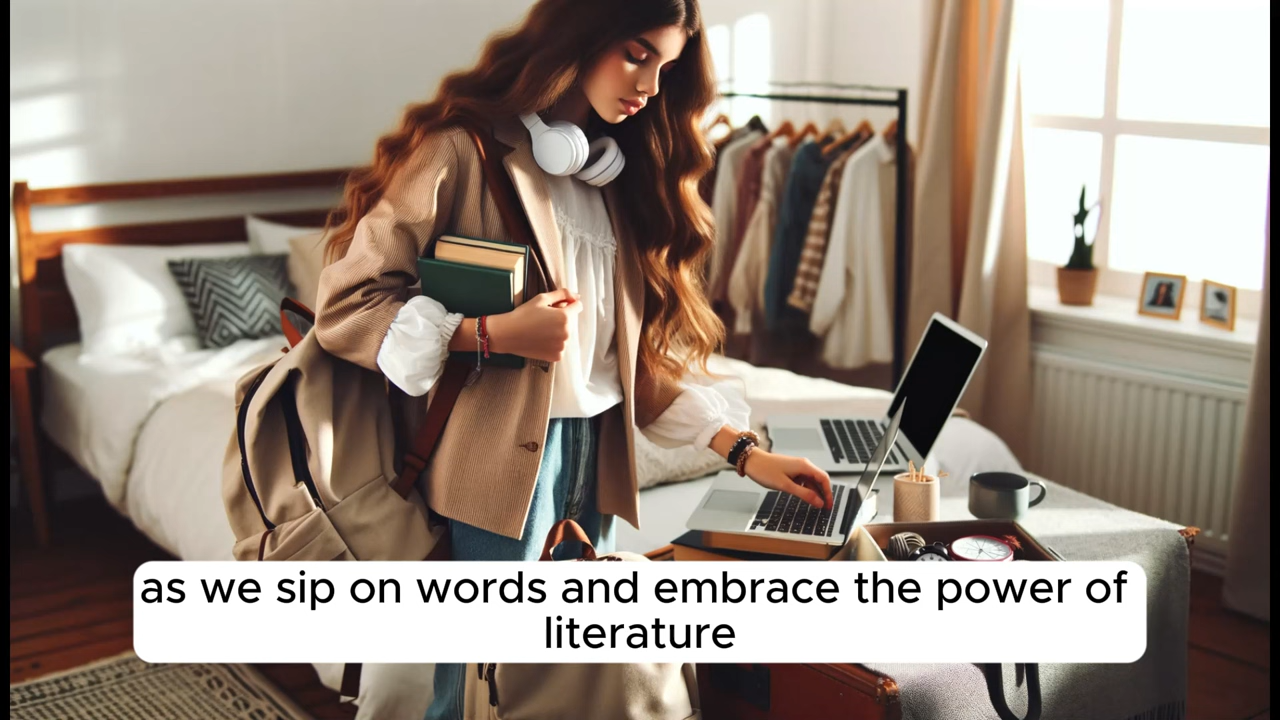 as we sip on words and embrace the power of
literature